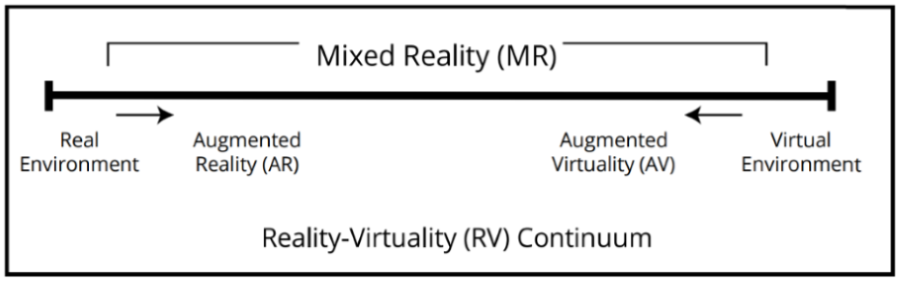 Mixed Reality (MR)
Real
Environment
Augmented
Reality (AR)
Augmented
Virtuality (AV)
Virtual
Environment
Reality-Virtuality (RV) Continuum